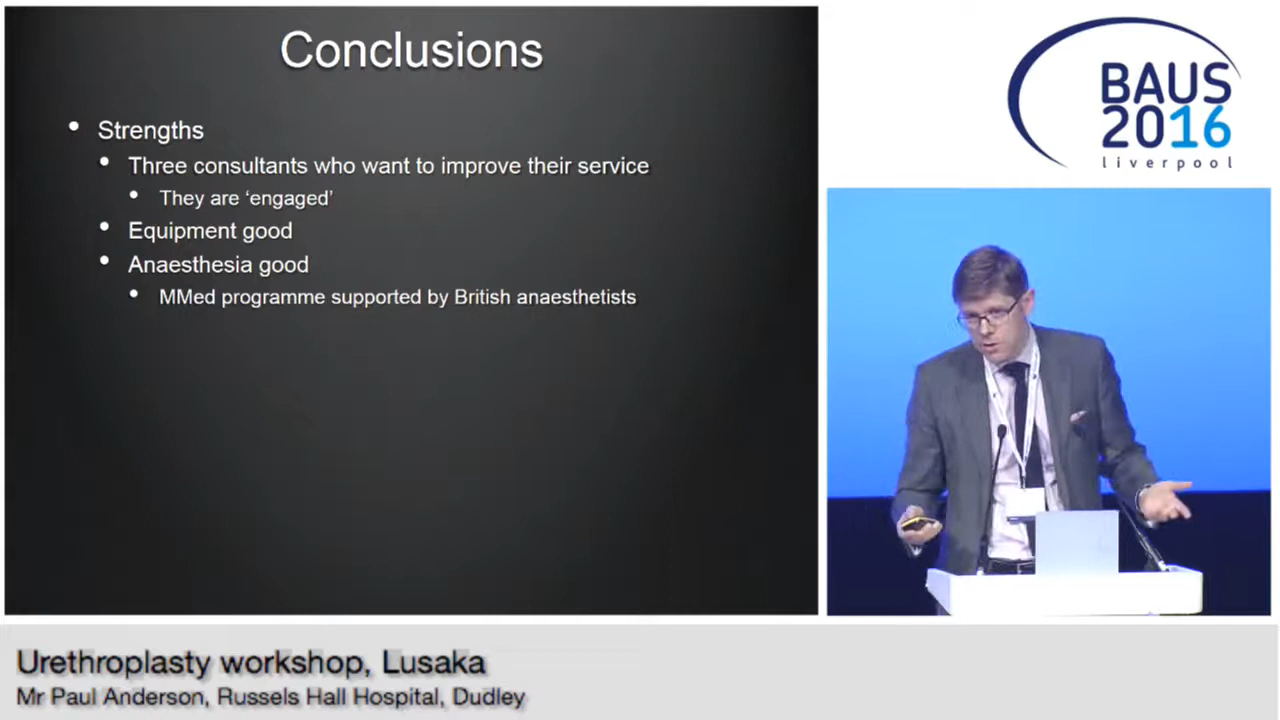 Conclusions
Strengths
Three consultants who want to improve their service
They are ‘engaged’
Equipment good
Anaesthesia good
MMed programme supported by British anaesthetists
BAUS
2016
liverpool
Urethroplasty workshop, Lusaka
Mr Paul Anderson, Russels Hall Hospital, Dudley